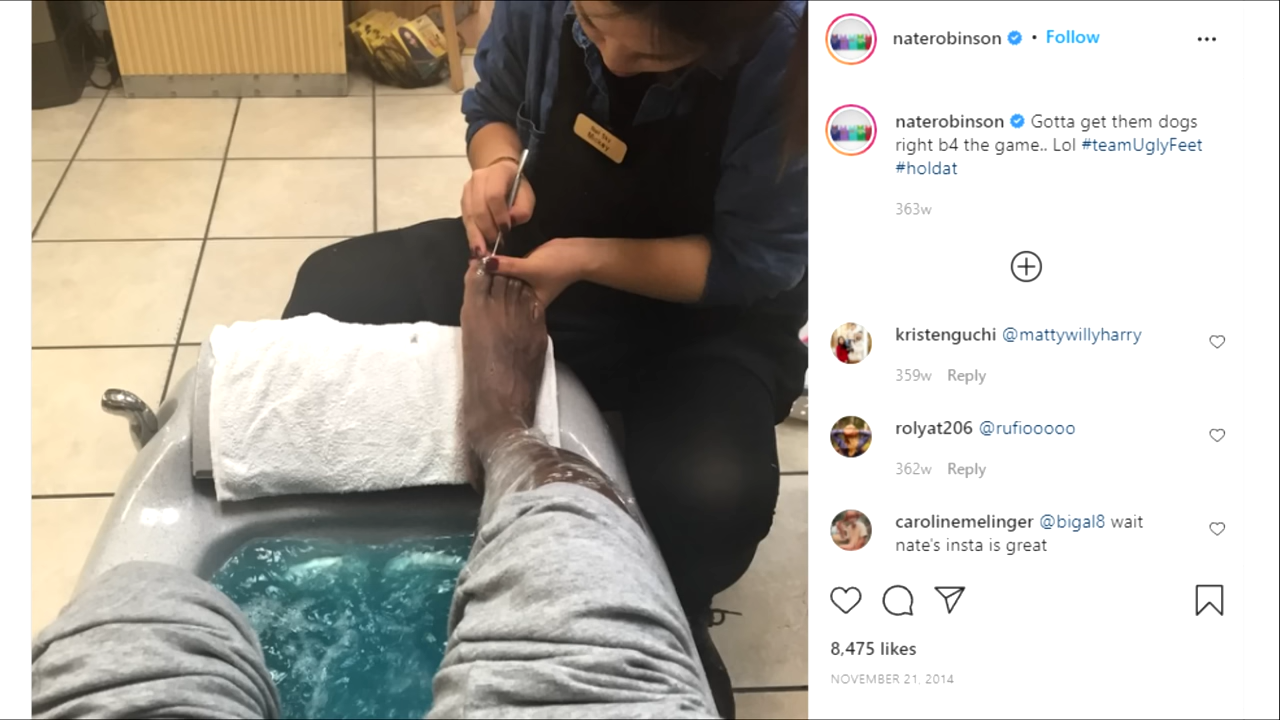 naterobinson • Follow
naterobinson Gotta get them dogs
right b4 the game.. Lol #teamUglyFeet
#holdat
363w
kristenguchi @mattywillyharry
359w Reply
rolyat206 @rufiooooo
362w Reply
carolinemelinger @bigal8 wait
nate's insta is great
8,475 likes
NOVEMBER 21, 2014